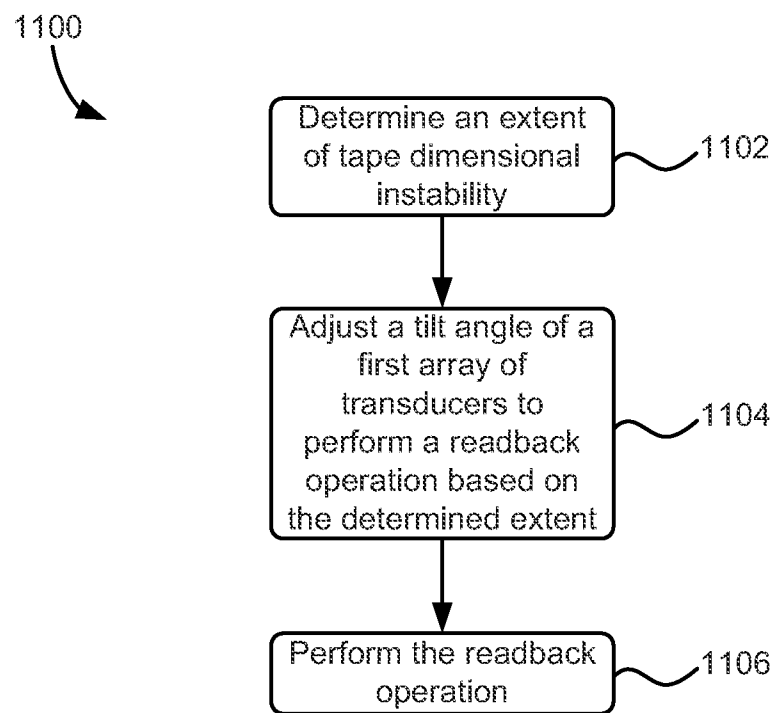 1100
Determine an extent
of tape dimensional
instability
1102
Adjust a tilt angle of a
first array of
transducers to
perform a readback
operation based on
the determined extent
1104
Perform the readback
operation
1106